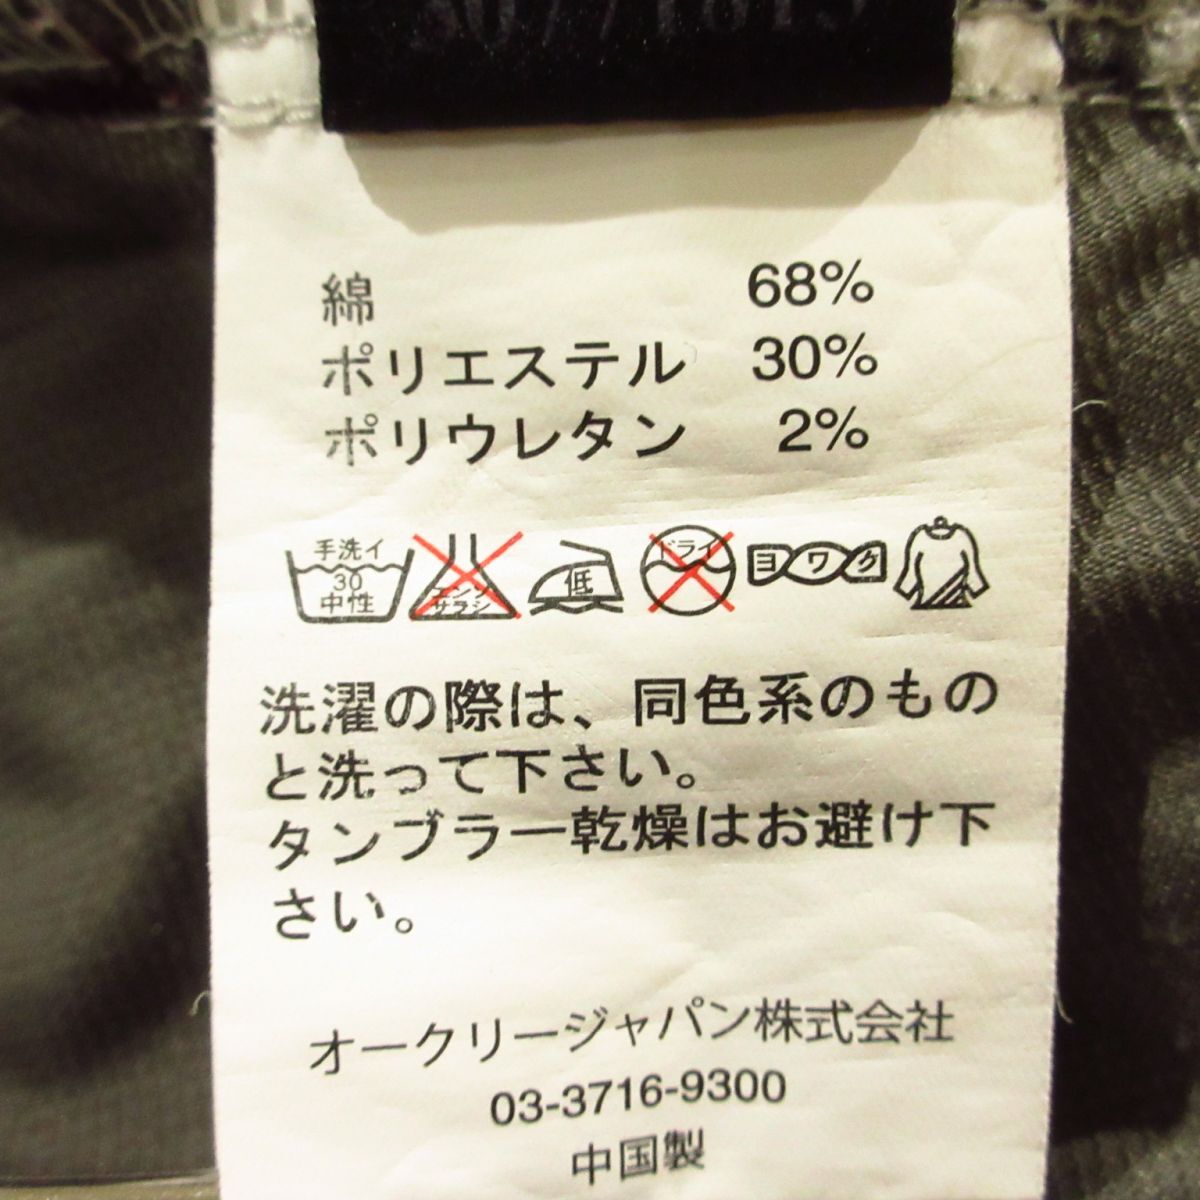 綿 68%
ポリエステル 30%
ポリウレタン 2%
手洗イ
30
中性
エンソ
サラシ
低
ドライ
ヨワク
洗濯の際は、同色系のもの
と洗って下さい。
タンブラー乾燥はお避け下
さい。
オークリージャパン株式会社
03-3716-9300
中国製